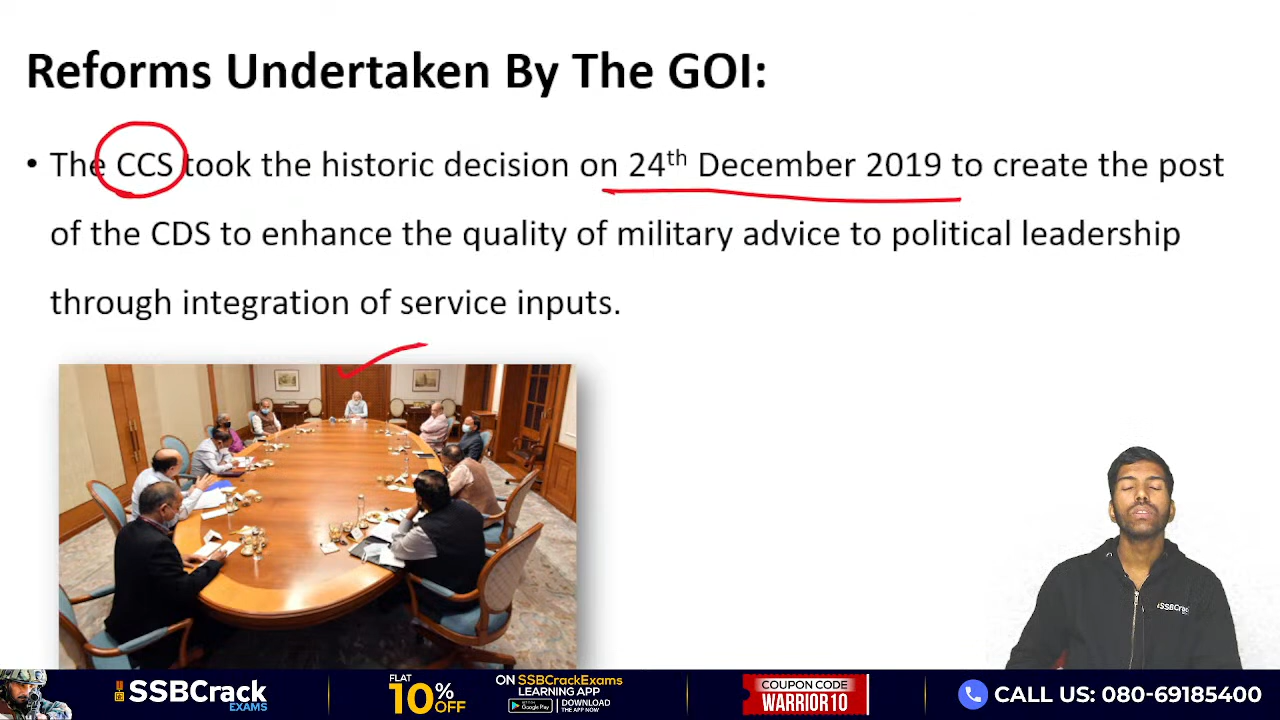 Reforms Undertaken By The GOI:
• The CCS took the historic decision on 24th December 2019 to create the post
of the CDS to enhance the quality of military advice to political leadership
through integration of service inputs.
SSBCrack
SSBCrack
EXAMS
FLAT
10% OFF
ON SSBCrackExams
LEARNING APP
Google Play
DOWNLOAD
THE APP NOW
COUPON CODE
WARRIOR10
CALL US: 080-69185400